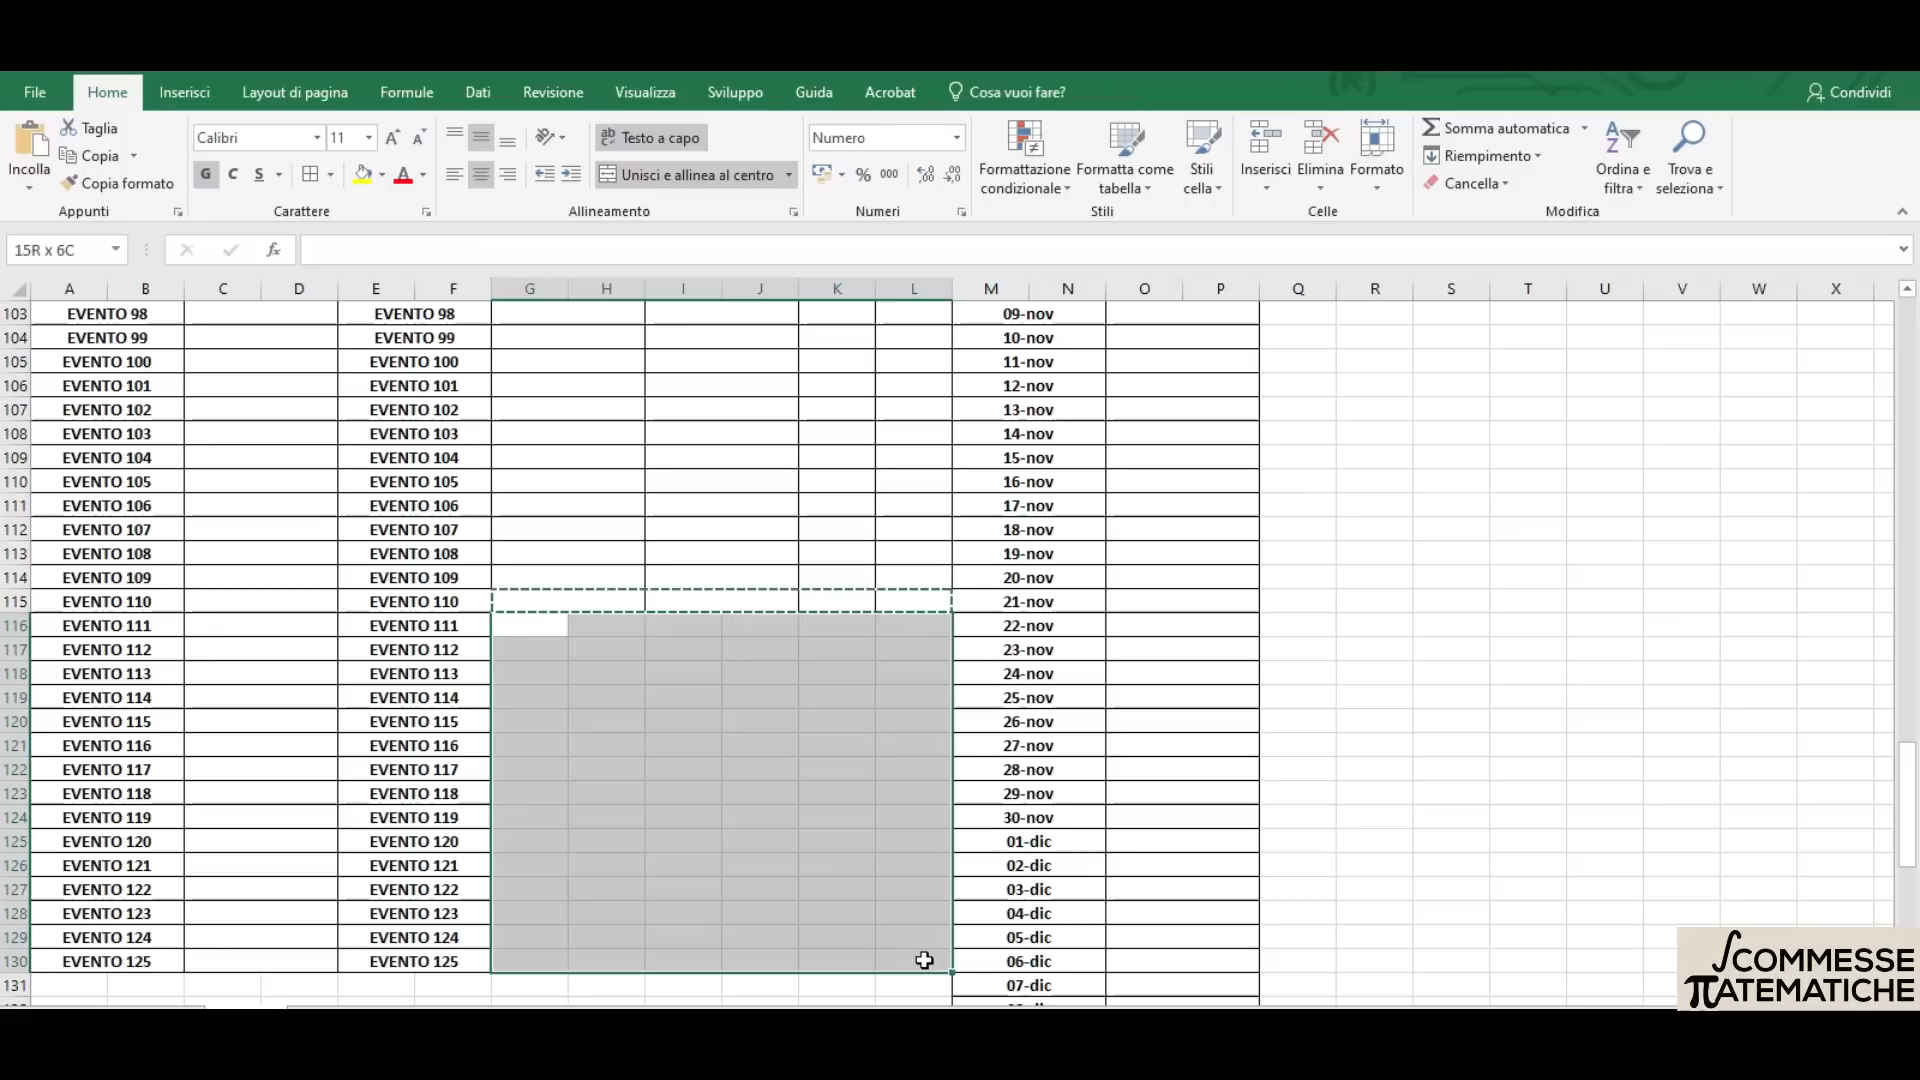 File Home Inserisci Layout di pagina Formule Dati Revisione Visualizza Sviluppo Guida Acrobat Cosa vuoi fare? Condividi
Incolla
Taglia
Copia
Copia formato
Appunti
Calibri 11
G C S
Carattere
ab Testo a capo
Unisci e allinea al centro
Allineamento
Numero
% 000
Numeri
Formattazione condizionale
Formatta come tabella
Stili cella
Stili
Inserisci Elimina Formato
Celle
Somma automatica
Riempimento
Cancella
Ordina e filtra
Trova e seleziona
Modifica
15R x 6C fx
A B C D E F G H I J K L M N O P Q R S T U V W X
103 EVENTO 98 EVENTO 98 09-nov
104 EVENTO 99 EVENTO 99 10-nov
105 EVENTO 100 EVENTO 100 11-nov
106 EVENTO 101 EVENTO 101 12-nov
107 EVENTO 102 EVENTO 102 13-nov
108 EVENTO 103 EVENTO 103 14-nov
109 EVENTO 104 EVENTO 104 15-nov
110 EVENTO 105 EVENTO 105 16-nov
111 EVENTO 106 EVENTO 106 17-nov
112 EVENTO 107 EVENTO 107 18-nov
113 EVENTO 108 EVENTO 108 19-nov
114 EVENTO 109 EVENTO 109 20-nov
115 EVENTO 110 EVENTO 110 21-nov
116 EVENTO 111 EVENTO 111 22-nov
117 EVENTO 112 EVENTO 112 23-nov
118 EVENTO 113 EVENTO 113 24-nov
119 EVENTO 114 EVENTO 114 25-nov
120 EVENTO 115 EVENTO 115 26-nov
121 EVENTO 116 EVENTO 116 27-nov
122 EVENTO 117 EVENTO 117 28-nov
123 EVENTO 118 EVENTO 118 29-nov
124 EVENTO 119 EVENTO 119 30-nov
125 EVENTO 120 EVENTO 120 01-dic
126 EVENTO 121 EVENTO 121 02-dic
127 EVENTO 122 EVENTO 122 03-dic
128 EVENTO 123 EVENTO 123 04-dic
129 EVENTO 124 EVENTO 124 05-dic
130 EVENTO 125 EVENTO 125 06-dic
131 07-dic
∫COMMESSE
πATEMATICHE